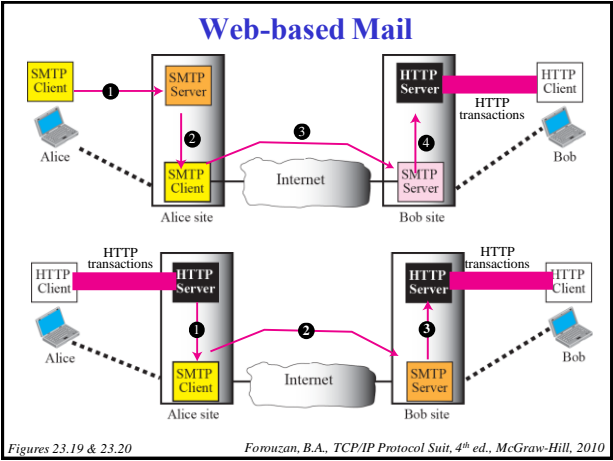 Web-based Mail
SMTP
Client
1
SMTP
Server
2
SMTP
Client
3
HTTP
Server
4
SMTP
Server
HTTP
transactions
HTTP
Client
Alice
Internet
Bob
Alice site
Bob site
HTTP
Client
HTTP
transactions
HTTP
Server
1
SMTP
Client
2
HTTP
Server
3
SMTP
Server
HTTP
transactions
HTTP
Client
Alice
Internet
Bob
Alice site
Bob site
Figures 23.19 & 23.20
Forouzan, B.A., TCP/IP Protocol Suit, 4th ed., McGraw-Hill, 2010